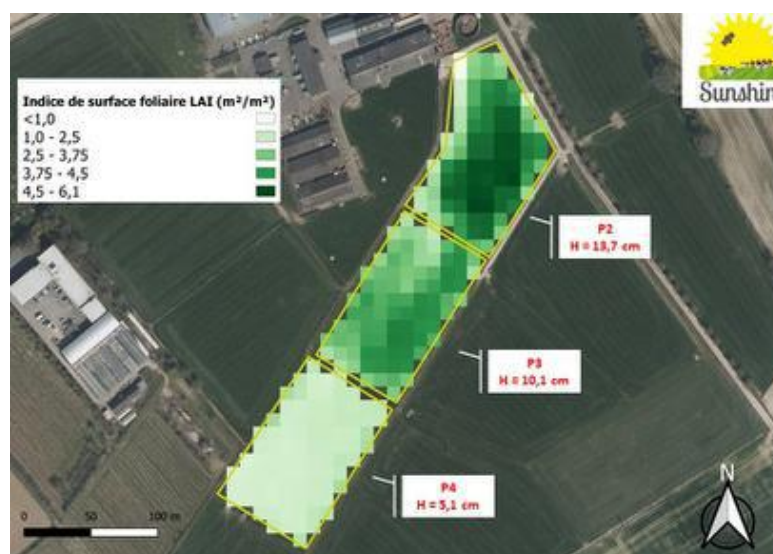 Sunshin
Indice de surface foliaire LAI (m²/m²)
<1,0
1,0 - 2,5
2,5 - 3,75
3,75 - 4,5
4,5 - 6,1
P2
H = 13,7 cm
P3
H = 10,1 cm
P4
H = 5,1 cm
N
0 50 100 m